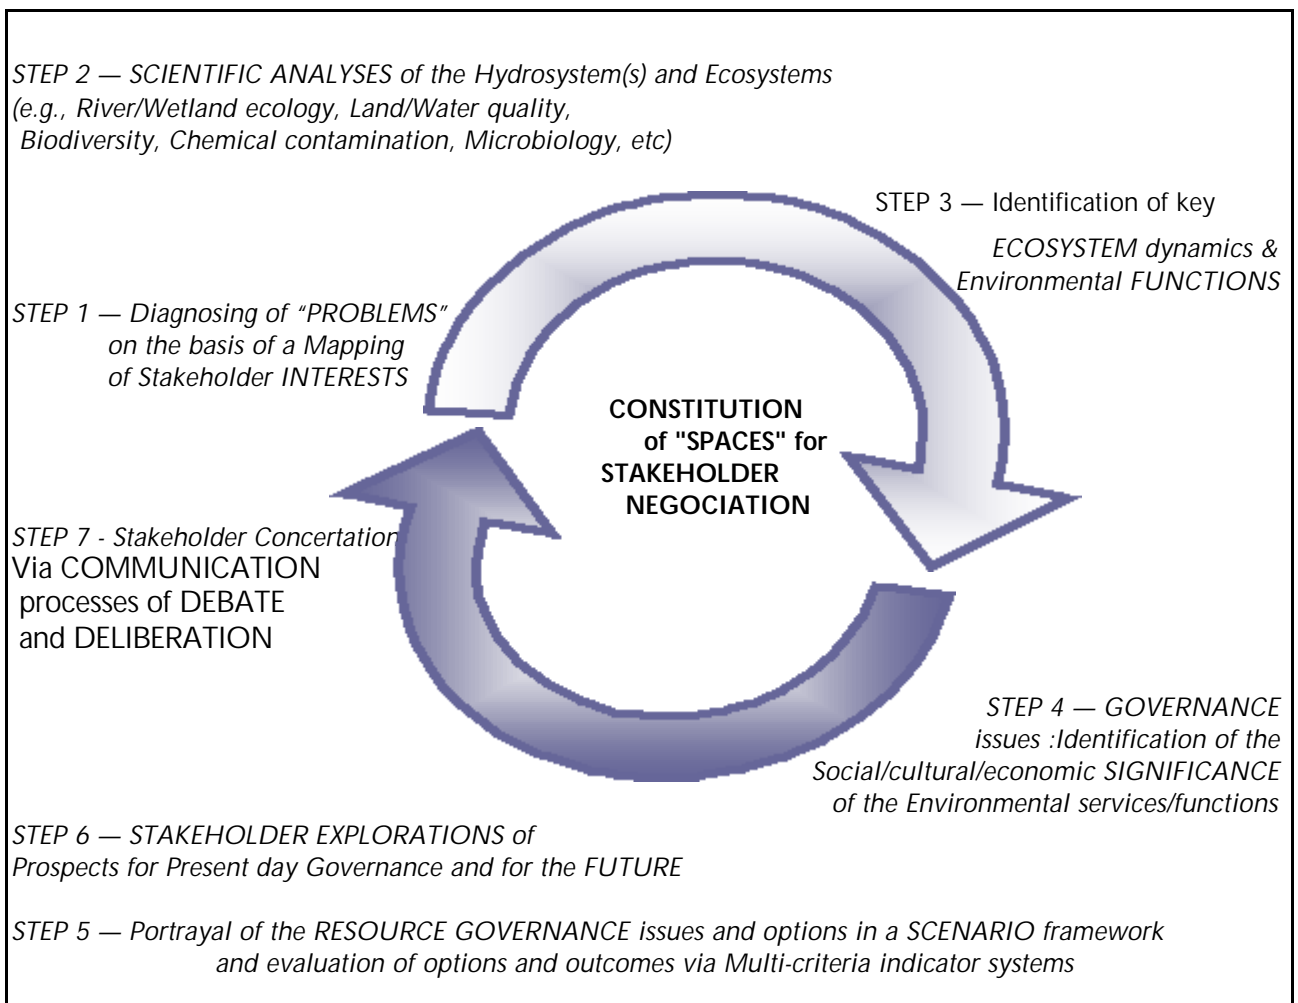 STEP 2 — SCIENTIFIC ANALYSES of the Hydrosystem(s) and Ecosystems
(e.g., River/Wetland ecology, Land/Water quality,
Biodiversity, Chemical contamination, Microbiology, etc)
STEP 3 — Identification of key
ECOSYSTEM dynamics &
Environmental FUNCTIONS
STEP 1 — Diagnosing of “PROBLEMS”
on the basis of a Mapping
of Stakeholder INTERESTS
CONSTITUTION
of "SPACES" for
STAKEHOLDER
NEGOCIATION
STEP 7 - Stakeholder Concertation
Via COMMUNICATION
processes of DEBATE
and DELIBERATION
STEP 4 — GOVERNANCE
issues :Identification of the
Social/cultural/economic SIGNIFICANCE
of the Environmental services/functions
STEP 6 — STAKEHOLDER EXPLORATIONS of
Prospects for Present day Governance and for the FUTURE
STEP 5 — Portrayal of the RESOURCE GOVERNANCE issues and options in a SCENARIO framework
and evaluation of options and outcomes via Multi-criteria indicator systems